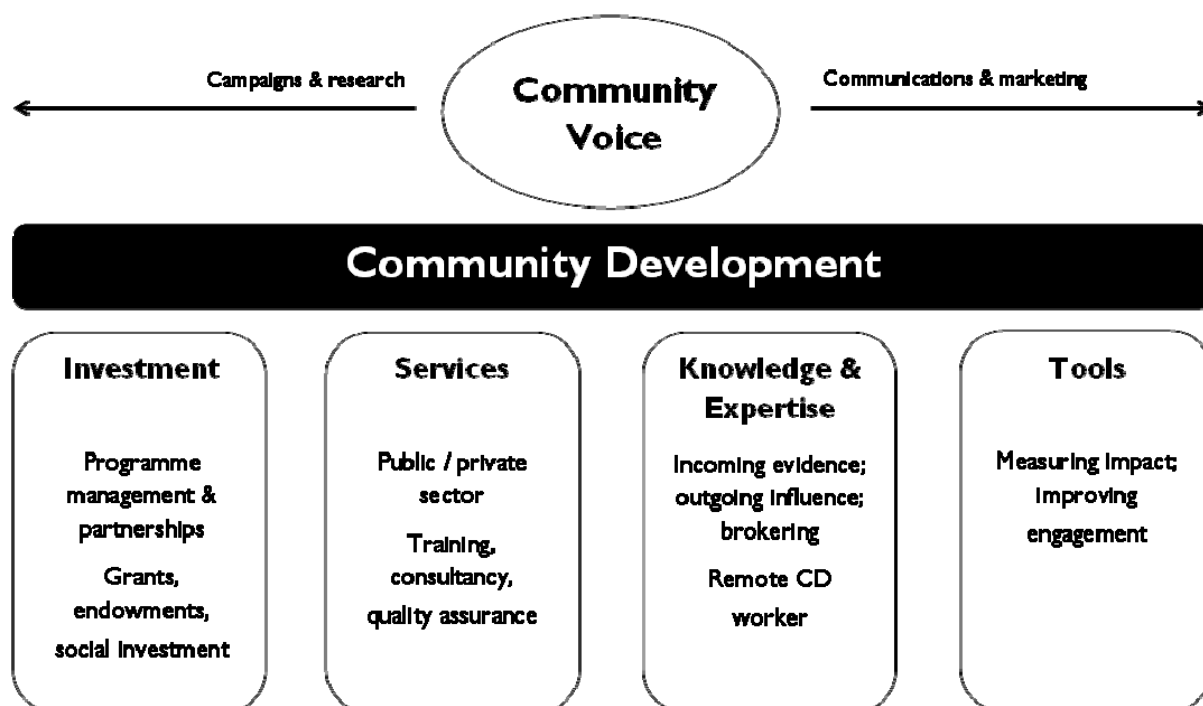 Campaigns & research
Community
Voice
Communications & marketing
Community Development
Investment
Programme
management &
partnerships
Grants,
endowments,
social investment
Services
Public / private
sector
Training,
consultancy,
quality assurance
Knowledge &
Expertise
Incoming evidence;
outgoing influence;
brokering
Remote CD
worker
Tools
Measuring impact;
improving
engagement